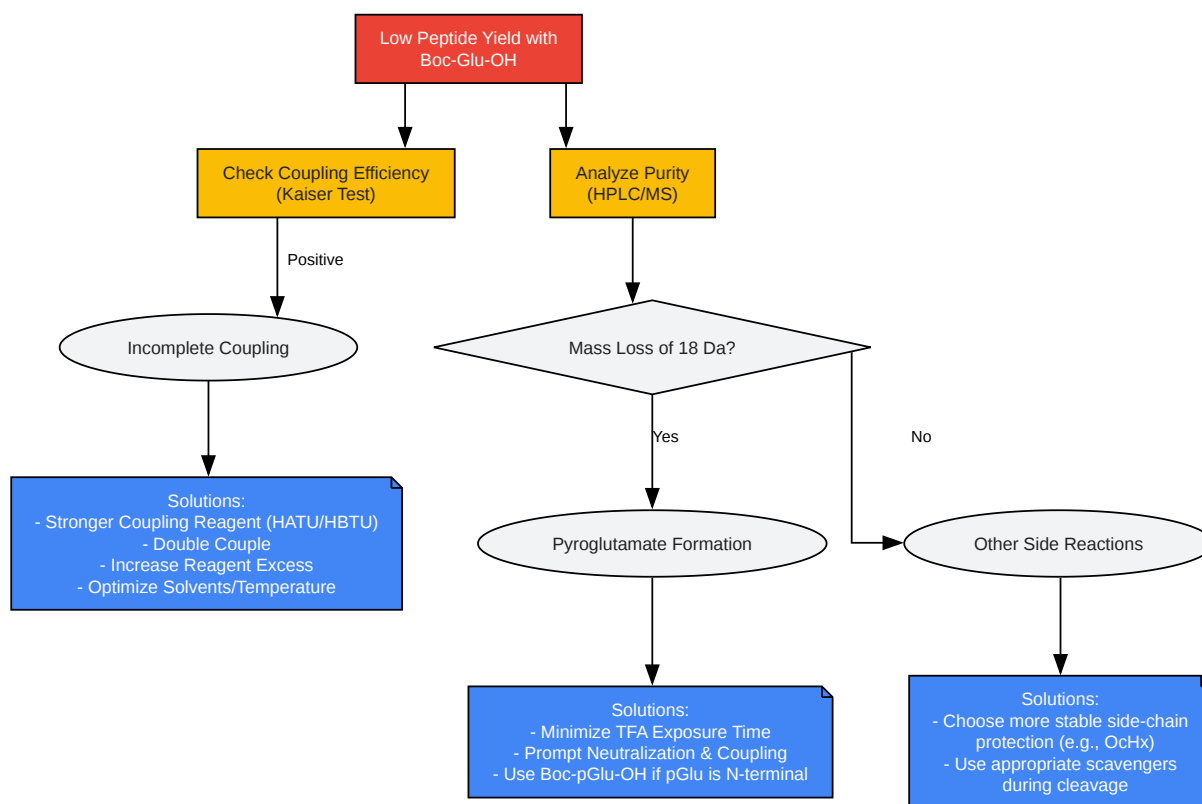 Low Peptide Yield with
Boc-Glu-OH
Check Coupling Efficiency
(Kaiser Test)
Analyze Purity
(HPLC/MS)
Positive
Incomplete Coupling
Mass Loss of 18 Da?
Yes
No
Solutions:
- Stronger Coupling Reagent (HATU/HBTU)
- Double Couple
- Increase Reagent Excess
- Optimize Solvents/Temperature
Pyroglutamate Formation
Other Side Reactions
Solutions:
- Minimize TFA Exposure Time
- Prompt Neutralization & Coupling
- Use Boc-pGlu-OH if pGlu is N-terminal
Solutions:
- Choose more stable side-chain
protection (e.g., OcHx)
- Use appropriate scavengers
during cleavage